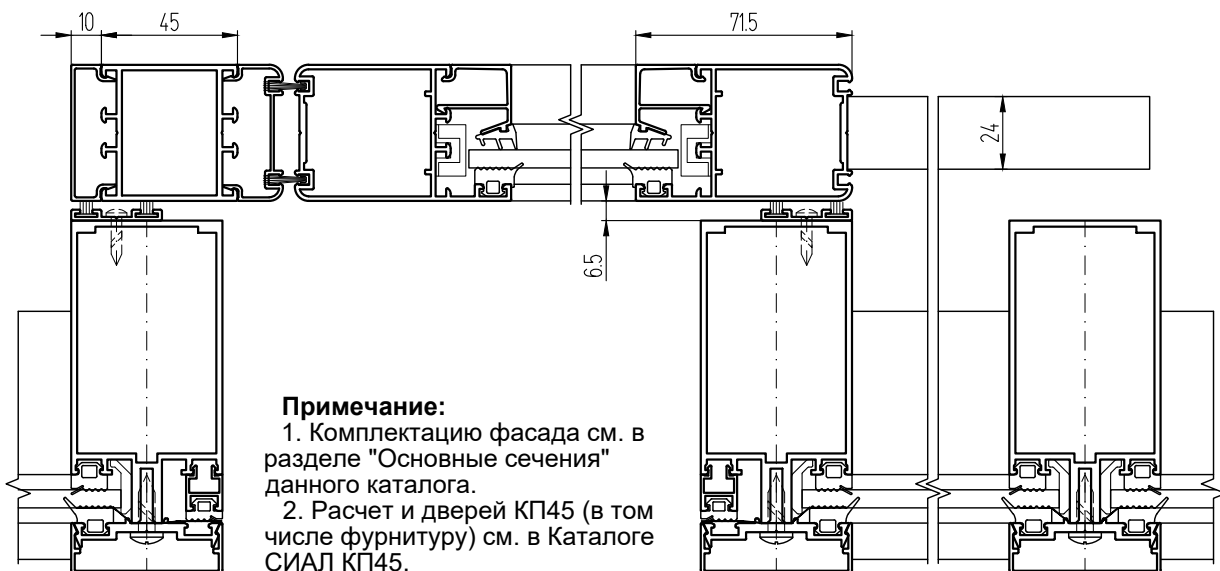 10
45
71.5
24
6.5
Примечание:
1. Комплектацию фасада см. в
разделе "Основные сечения"
данного каталога.
2. Расчет и дверей КП45 (в том
числе фурнитуру) см. в Каталоге
СИАЛ КП45.